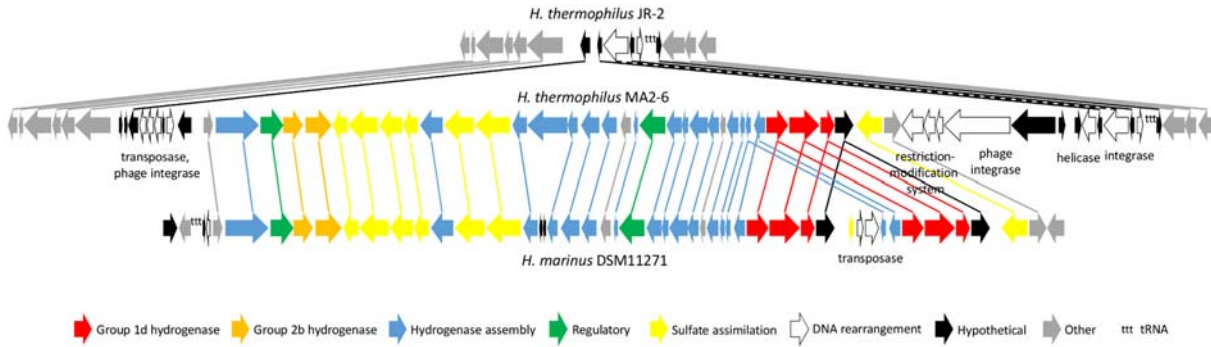 H. thermophilus JR-2
ttt
H. thermophilus MA2-6
ttt
transposase,
phage integrase
restriction-
modification
system
phage
integrase
helicase
integrase
ttt
H. marinus DSM11271
transposase
Group 1d hydrogenase
Group 2b hydrogenase
Hydrogenase assembly
Regulatory
Sulfate assimilation
DNA rearrangement
Hypothetical
Other
ttt tRNA